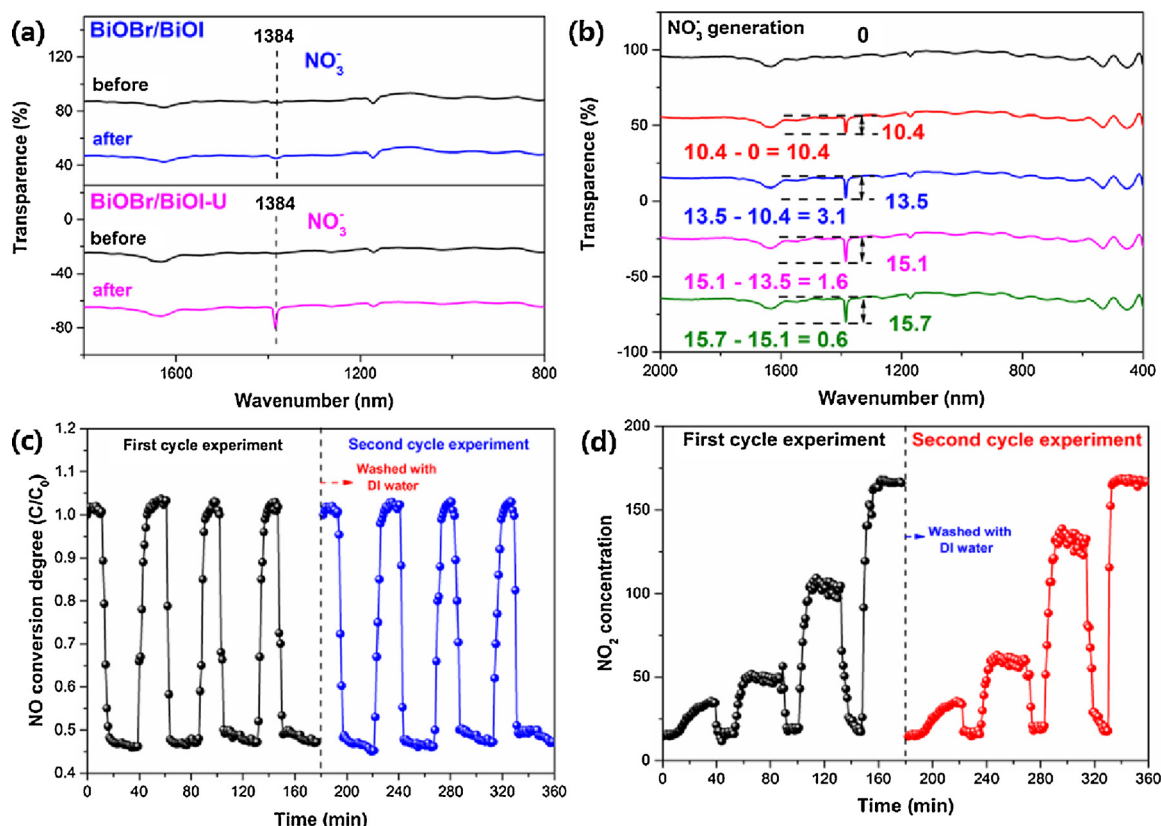 (a)
BiOBr/BiOI
1384
NO3-
before
after
BiOBr/BiOI-U
1384
NO3-
before
after
120
80
40
0
-40
-80
Transparence (%)
1600
1200
800
Wavenumber (nm)
(b)
NO3- generation
0
10.4
10.4 - 0 = 10.4
13.5
13.5 - 10.4 = 3.1
15.1
15.1 - 13.5 = 1.6
15.7
15.7 - 15.1 = 0.6
100
50
0
-50
-100
Transparence (%)
2000
1600
1200
800
400
Wavenumber (nm)
(c)
First cycle experiment
Second cycle experiment
Washed with
DI water
1.2
1.1
1.0
0.9
0.8
0.7
0.6
0.5
0.4
NO conversion degree (C/C0)
0
40
80
120
160
200
240
280
320
360
Time (min)
(d)
First cycle experiment
Second cycle experiment
Washed with
DI water
200
150
100
50
0
NO2 concentration
0
40
80
120
160
200
240
280
320
360
Time (min)